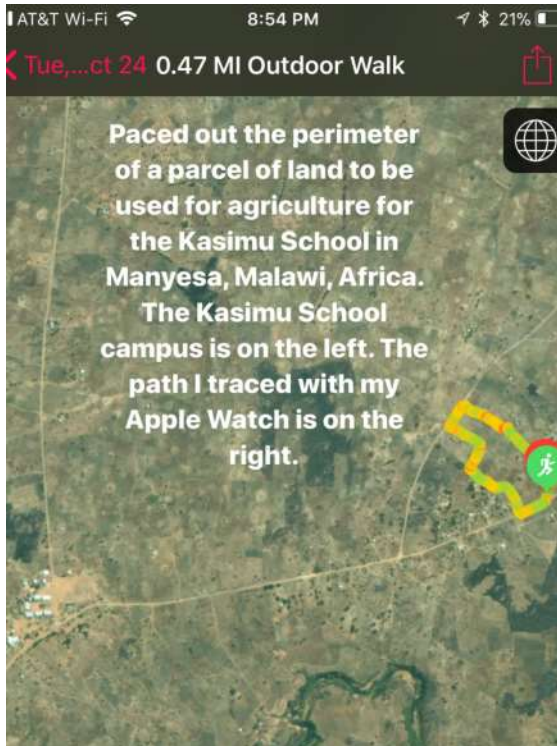 AT&T Wi-Fi 8:54 PM 21%
Tue,...ct 24 0.47 MI Outdoor Walk
Paced out the perimeter
of a parcel of land to be
used for agriculture for
the Kasimu School in
Manyesa, Malawi, Africa.
The Kasimu School
campus is on the left. The
path I traced with my
Apple Watch is on the
right.